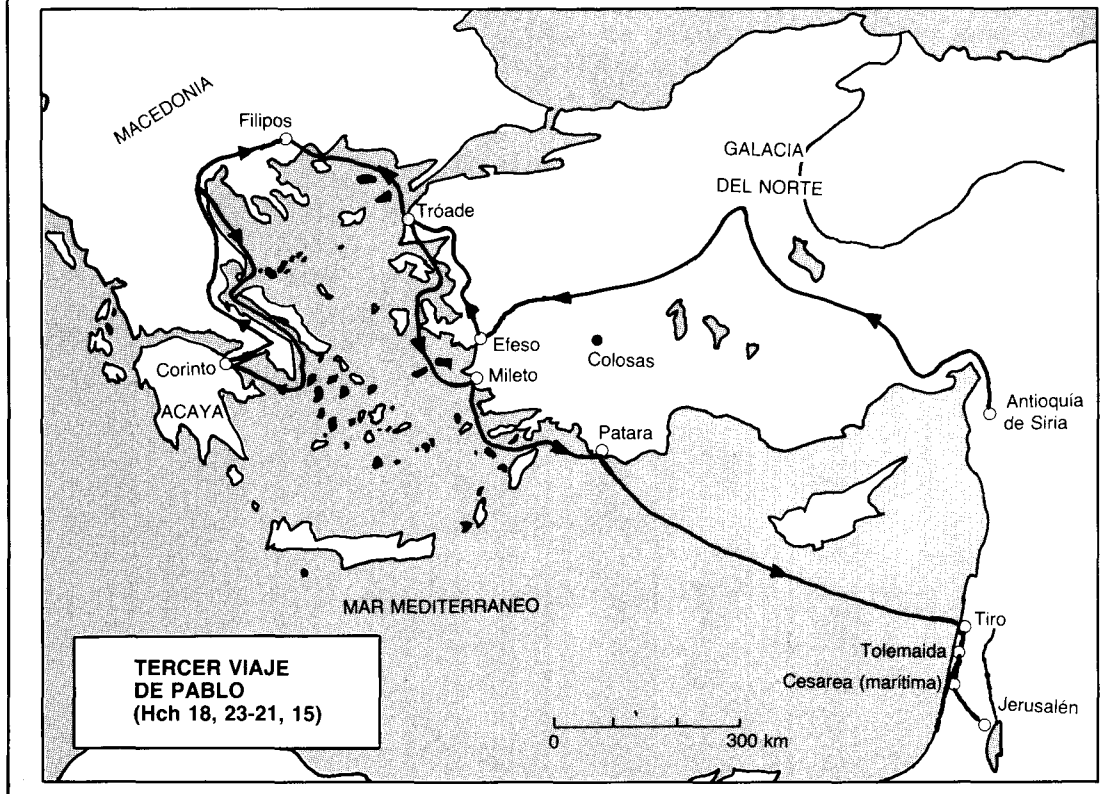 MACEDONIA
Filipos
GALACIA
DEL NORTE
Tróade
Efeso
Colosas
Corinto
Mileto
ACAYA
Antioquía
de Siria
Patara
MAR MEDITERRANEO
Tiro
Tolemaida
Cesarea (marítima)
Jerusalén
TERCER VIAJE
DE PABLO
(Hch 18, 23-21, 15)
0
300 km